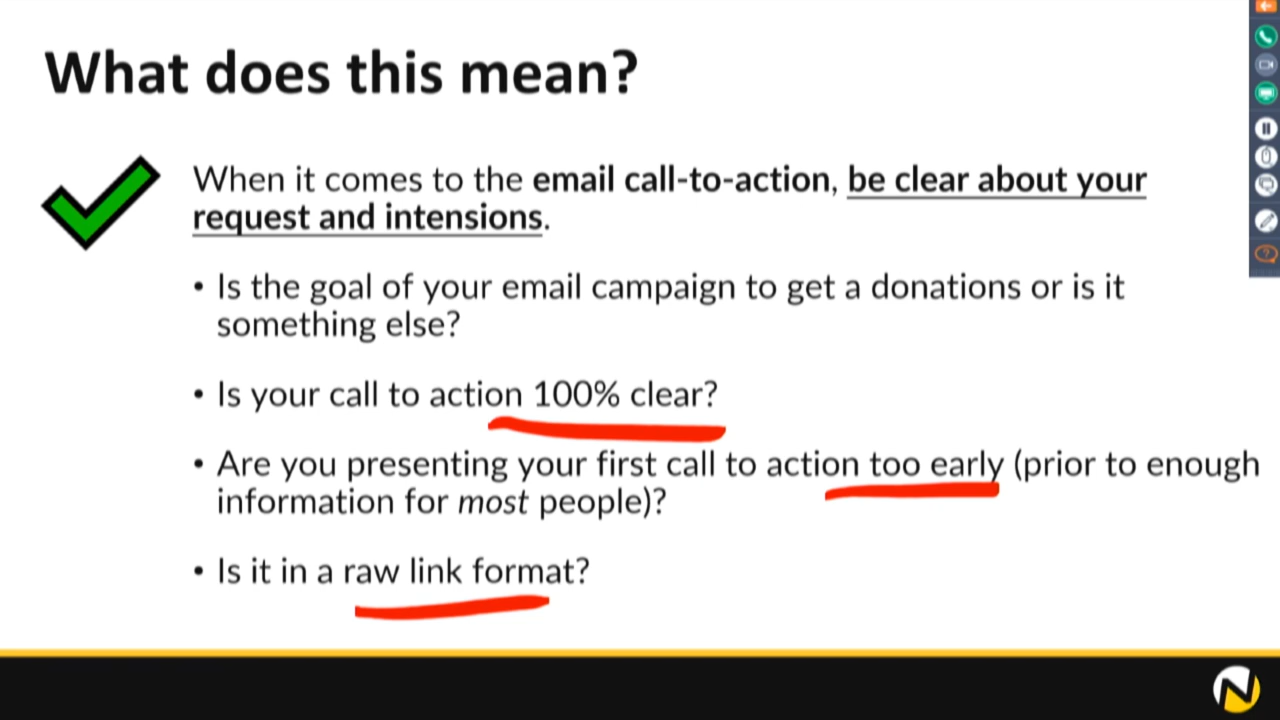 What does this mean?
When it comes to the email call-to-action, be clear about your
request and intensions.
• Is the goal of your email campaign to get a donations or is it
something else?
• Is your call to action 100% clear?
• Are you presenting your first call to action too early (prior to enough
information for most people)?
• Is it in a raw link format?